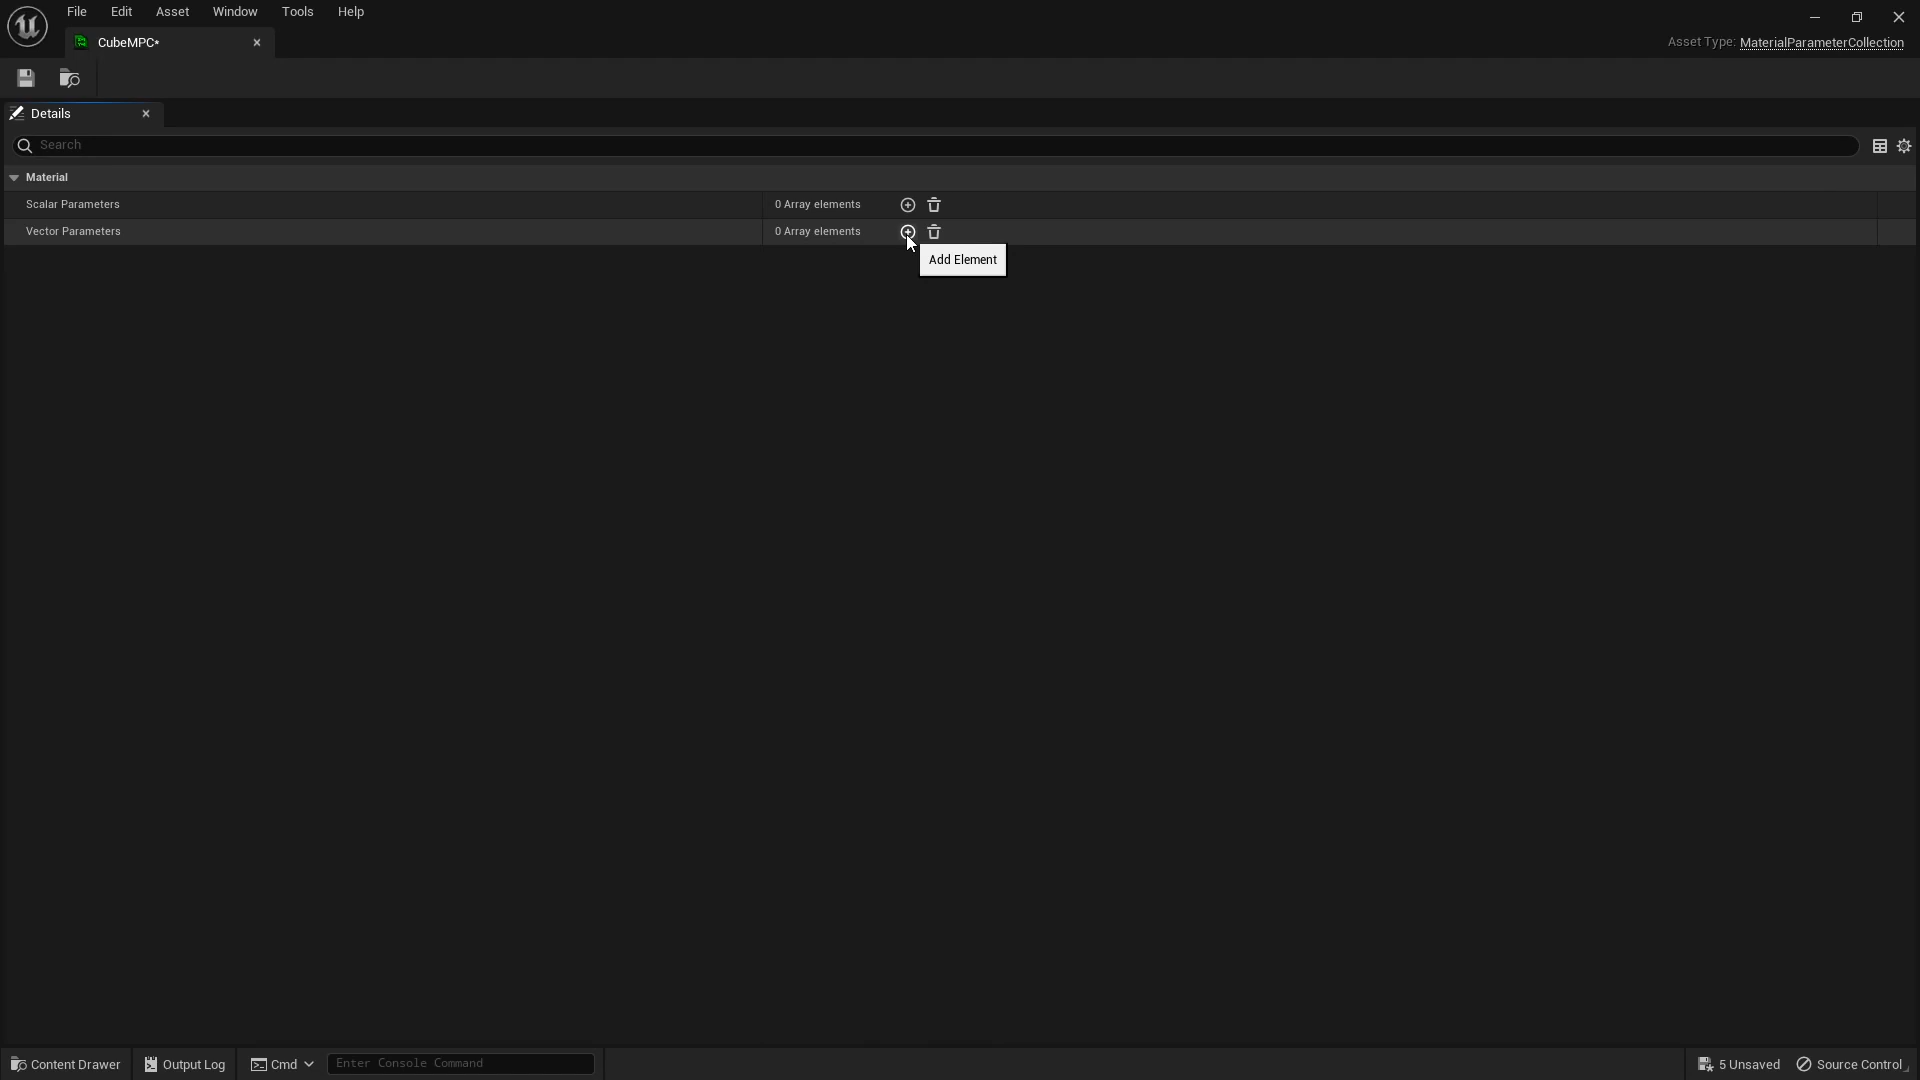 File Edit Asset Window Tools Help
CubeMPC*
Asset Type: MaterialParameterCollection
Details
Search
Material
Scalar Parameters 0 Array elements
Vector Parameters 0 Array elements
Add Element
Content Drawer Output Log Cmd Enter Console Command 5 Unsaved Source Control